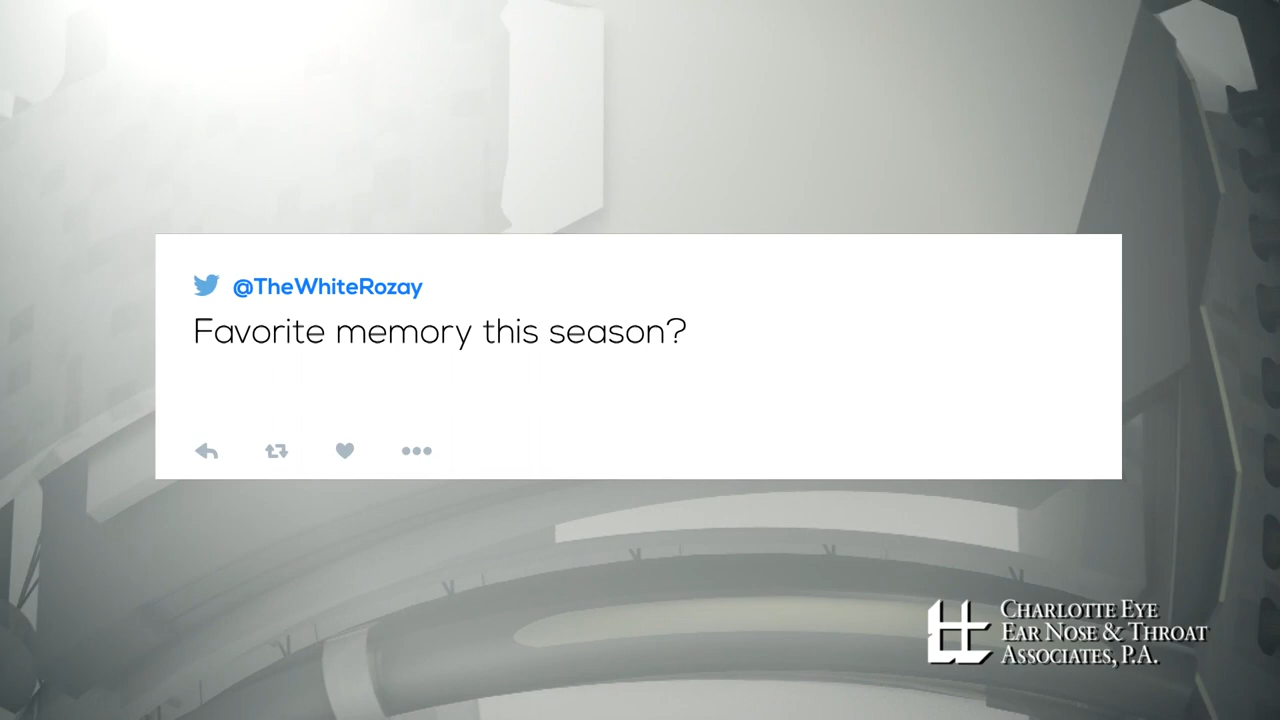 @TheWhiteRozay
Favorite memory this season?
CHARLOTTE EYE
EAR NOSE & THROAT
ASSOCIATES, P.A.